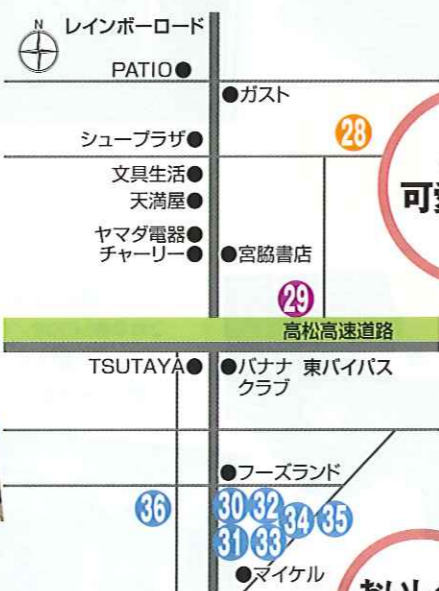 N
レインボーロード
PATIO●
●ガスト
シュープラザ●
28
文具生活●
天満屋●
可
ヤマダ電器●
チャーリー●
●宮脇書店
29
高松高速道路
TSUTAYA●
●バナナ 東バイパス
クラブ
●フーズランド
36
30 32
34 35
31 33
●マイケル
おいし